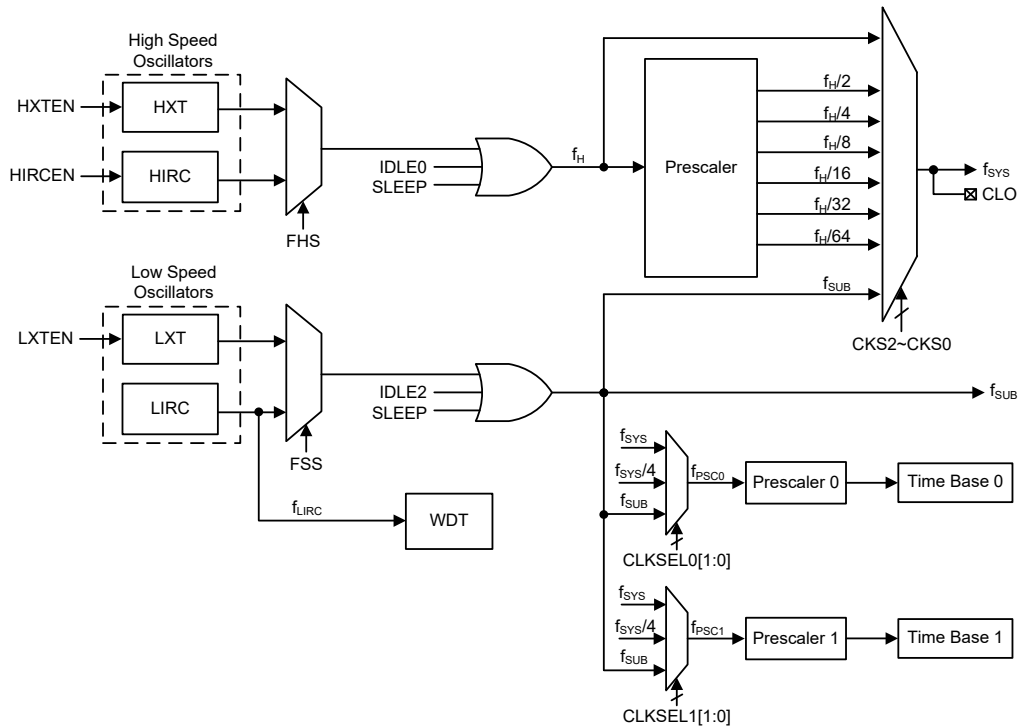 High Speed
Oscillators
HXTEN
HXT
HIRCEN
HIRC
FHS
IDLE0
SLEEP
fH
Prescaler
fH/2
fH/4
fH/8
fH/16
fH/32
fH/64
fSUB
CKS2~CKS0
fSYS
CLO
Low Speed
Oscillators
LXTEN
LXT
LIRC
FSS
IDLE2
SLEEP
fSUB
fLIRC
WDT
fSYS
fSYS/4
fSUB
CLKSEL0[1:0]
fPSC0
Prescaler 0
Time Base 0
fSYS
fSYS/4
fSUB
CLKSEL1[1:0]
fPSC1
Prescaler 1
Time Base 1